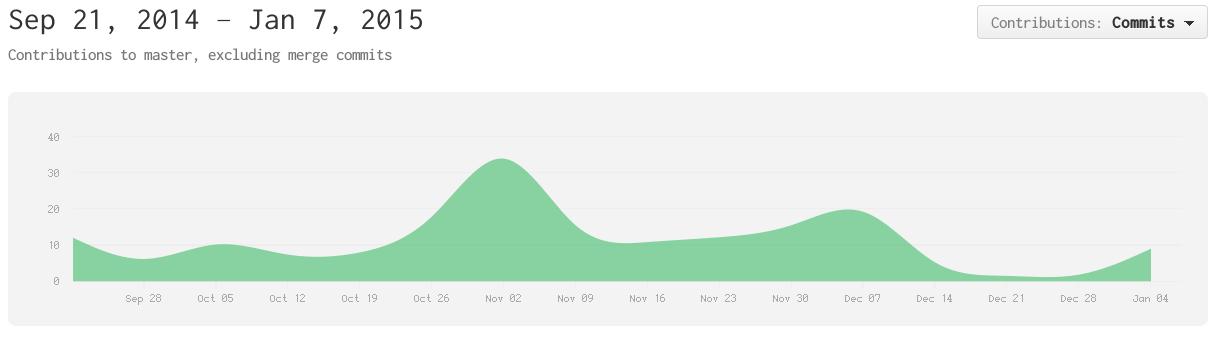 Sep 21, 2014 – Jan 7, 2015
Contributions: Commits
Contributions to master, excluding merge commits
40
30
20
10
0
Sep 28 Oct 05 Oct 12 Oct 19 Oct 26 Nov 02 Nov 09 Nov 16 Nov 23 Nov 30 Dec 07 Dec 14 Dec 21 Dec 28 Jan 04